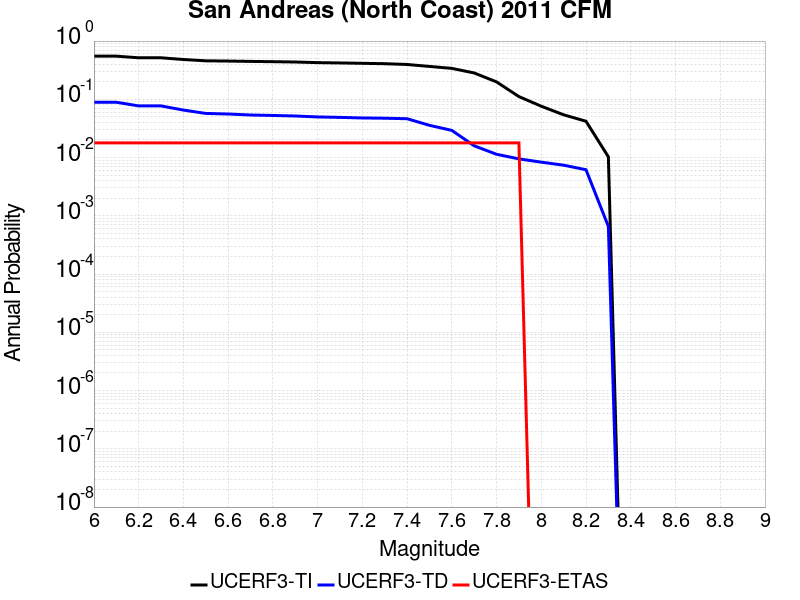 San Andreas (North Coast) 2011 CFM
10^0
10^-1
10^-2
10^-3
10^-4
10^-5
10^-6
10^-7
10^-8
Annual Probability
6 6.2 6.4 6.6 6.8 7 7.2 7.4 7.6 7.8 8 8.2 8.4 8.6 8.8 9
Magnitude
UCERF3-TI UCERF3-TD UCERF3-ETAS